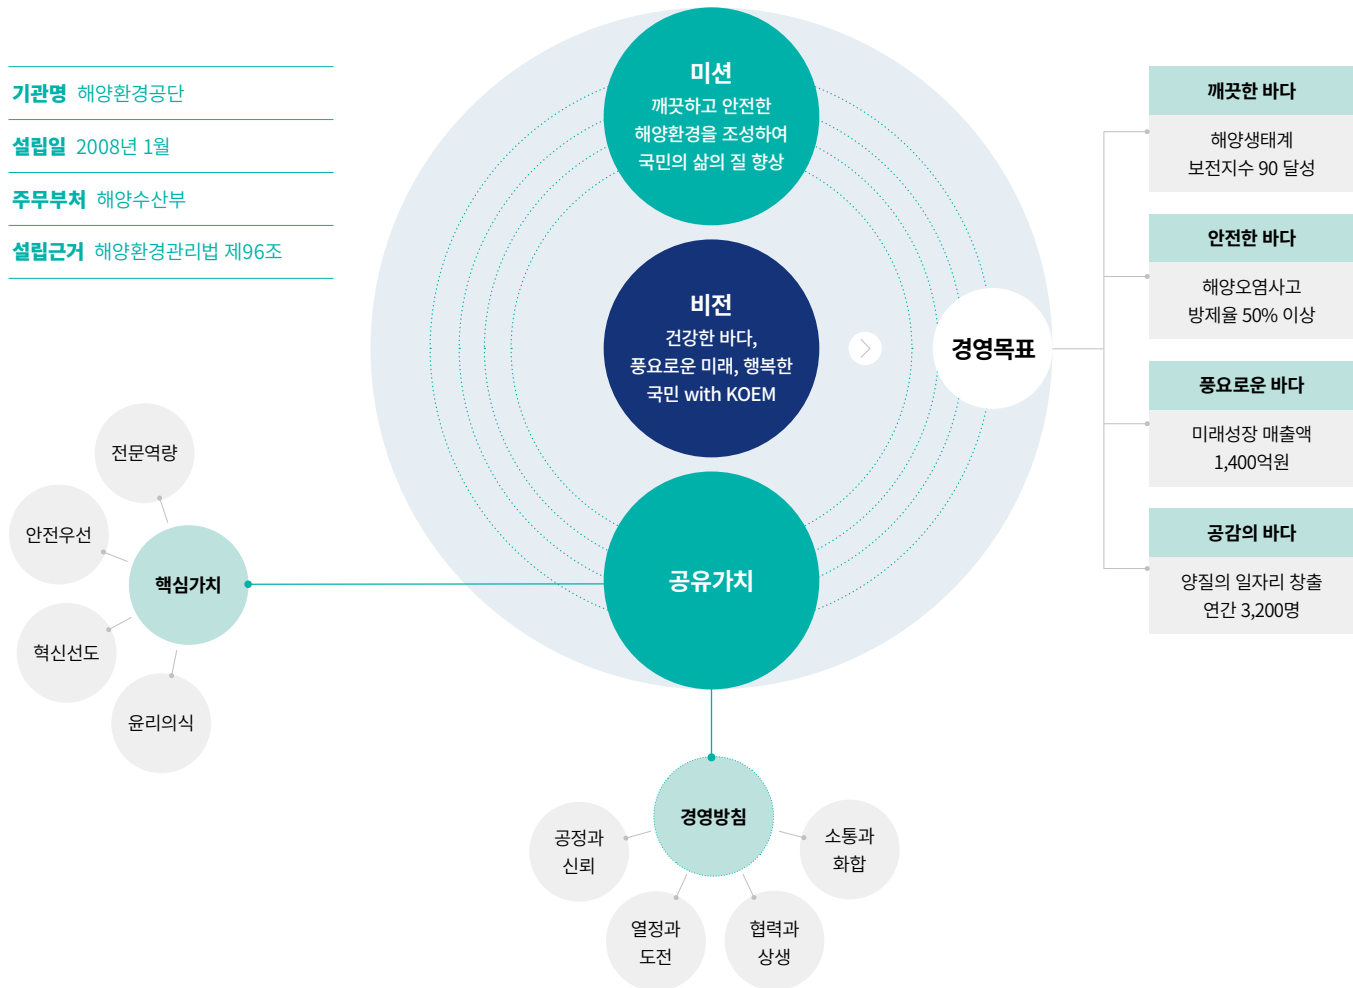 기관명 해양환경공단
설립일 2008년 1월
주무부처 해양수산부
설립근거 해양환경관리법 제96조
미션
깨끗하고 안전한
해양환경을 조성하여
국민의 삶의 질 향상
비전
건강한 바다,
풍요로운 미래, 행복한
국민 with KOEM
공유가치
경영목표
깨끗한 바다
해양생태계
보전지수 90 달성
안전한 바다
해양오염사고
방제율 50% 이상
풍요로운 바다
미래성장 매출액
1,400억원
공감의 바다
양질의 일자리 창출
연간 3,200명
핵심가치
전문역량
안전우선
혁신선도
윤리의식
경영방침
공정과
신뢰
열정과
도전
협력과
상생
소통과
화합